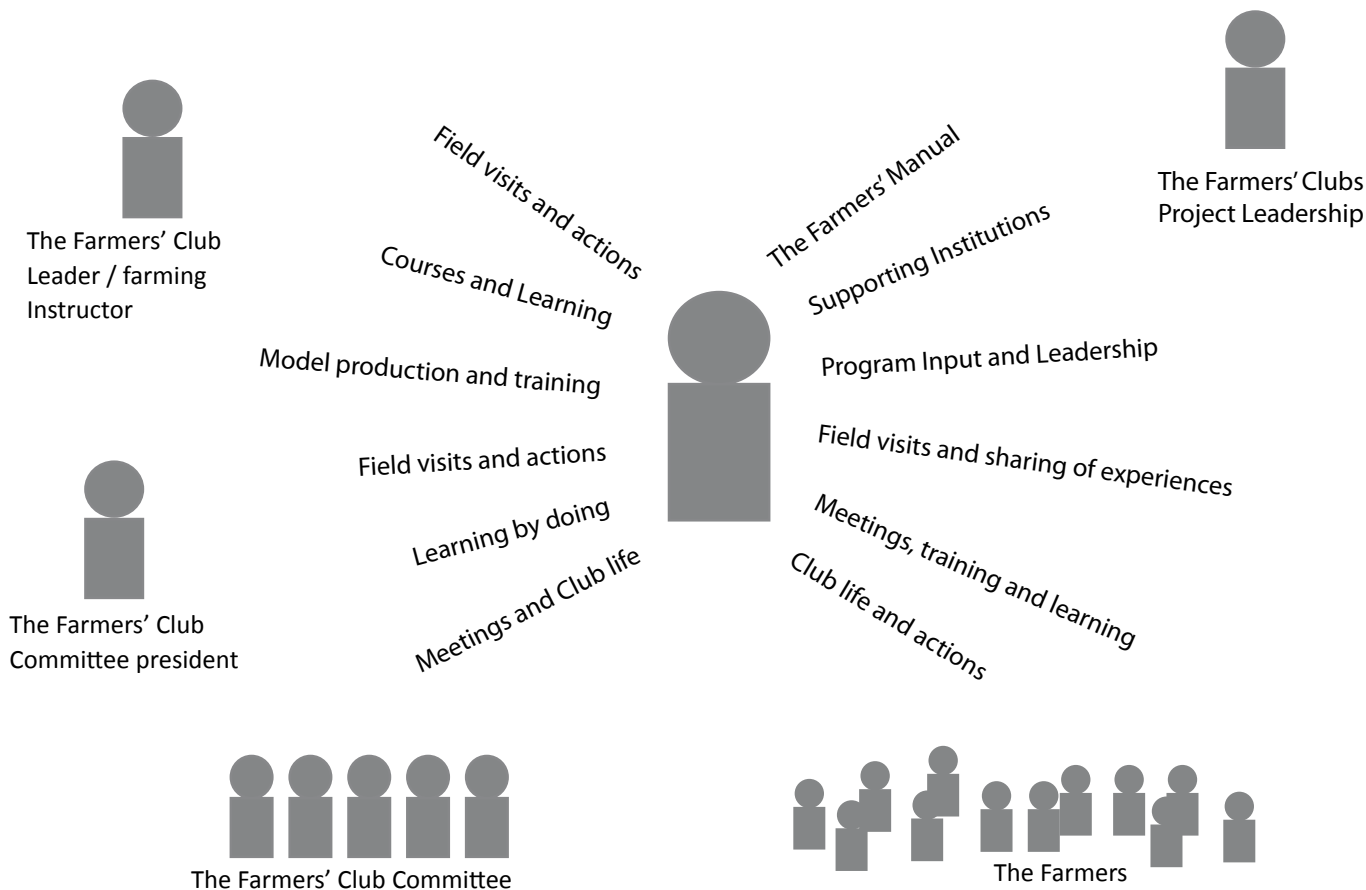 The Farmers' Club
Leader / farming
Instructor
Field visits and actions
Courses and Learning
Model production and training
Field visits and actions
Learning by doing
Meetings and Club life
The Farmers' Club
Committee president
The Farmers' Manual
Supporting Institutions
Program Input and Leadership
Field visits and sharing of experiences
Meetings, training and learning
Club life and actions
The Farmers' Clubs
Project Leadership
The Farmers' Club Committee
The Farmers